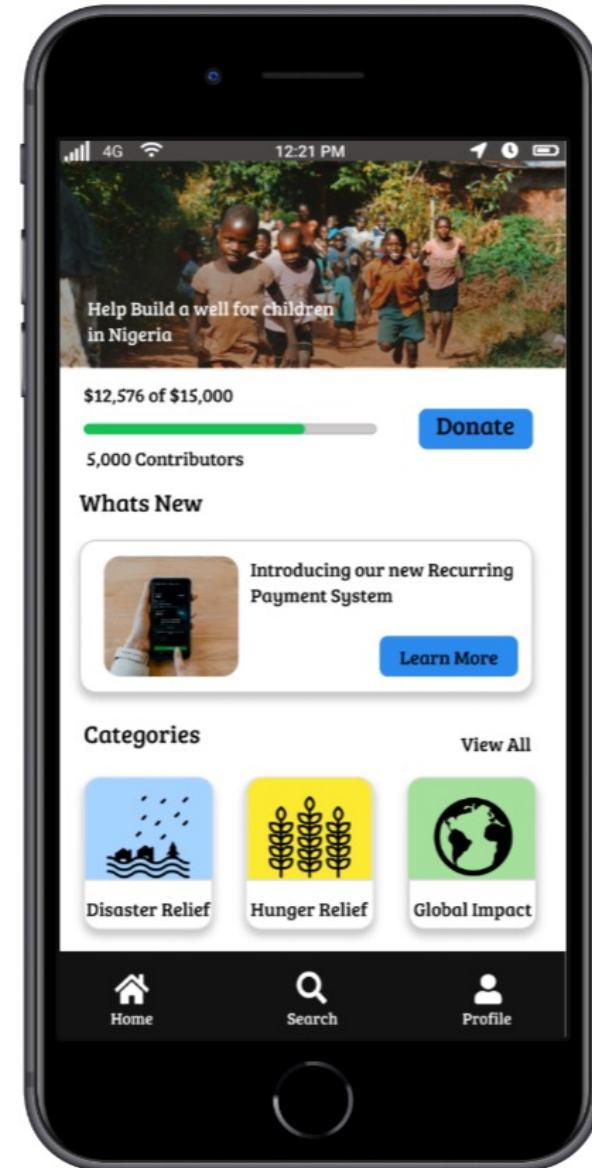 4G 12:21 PM
Help Build a well for children
in Nigeria
$12,576 of $15,000
Donate
5,000 Contributors
Whats New
Introducing our new Recurring
Payment System
Learn More
Categories
View All
Disaster Relief
Hunger Relief
Global Impact
Home
Search
Profile